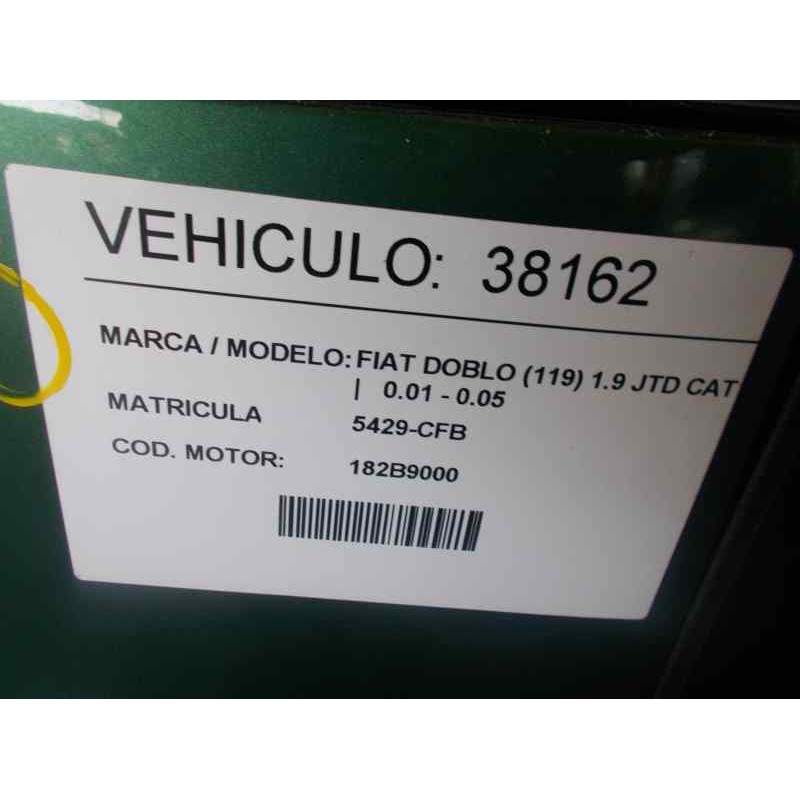 VEHICULO: 38162
MARCA / MODELO: FIAT DOBLO (119) 1.9 JTD CAT
| 0.01 - 0.05
MATRICULA 5429-CFB
COD. MOTOR: 182B9000